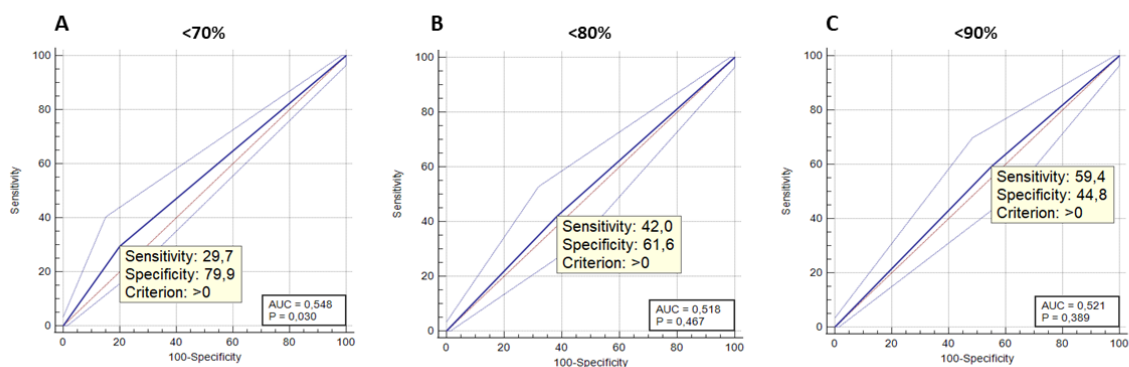 A
<70%
100
80
60
40
20
0
Sensitivity
Sensitivity: 29,7
Specificity: 79,9
Criterion: >0
AUC = 0,548
P = 0,030
0 20 40 60 80 100
100-Specificity
B
<80%
100
80
60
40
20
0
Sensitivity
Sensitivity: 42,0
Specificity: 61,6
Criterion: >0
AUC = 0,518
P = 0,467
0 20 40 60 80 100
100-Specificity
C
<90%
100
80
60
40
20
0
Sensitivity
Sensitivity: 59,4
Specificity: 44,8
Criterion: >0
AUC = 0,521
P = 0,389
0 20 40 60 80 100
100-Specificity